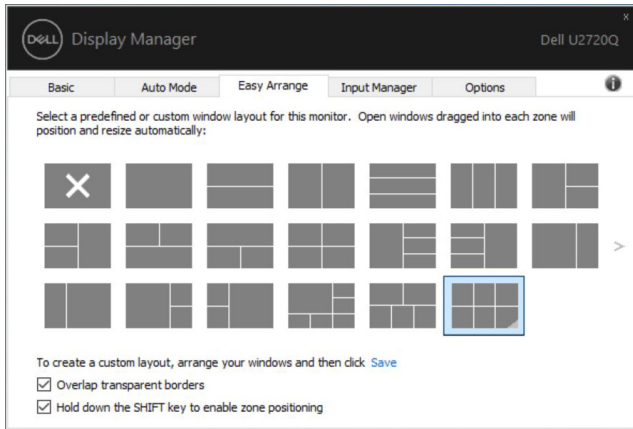 DELL Display Manager
Dell U2720Q
Basic
Auto Mode
Easy Arrange
Input Manager
Options
Select a predefined or custom window layout for this monitor. Open windows dragged into each zone will
position and resize automatically:
To create a custom layout, arrange your windows and then click Save
Overlap transparent borders
Hold down the SHIFT key to enable zone positioning